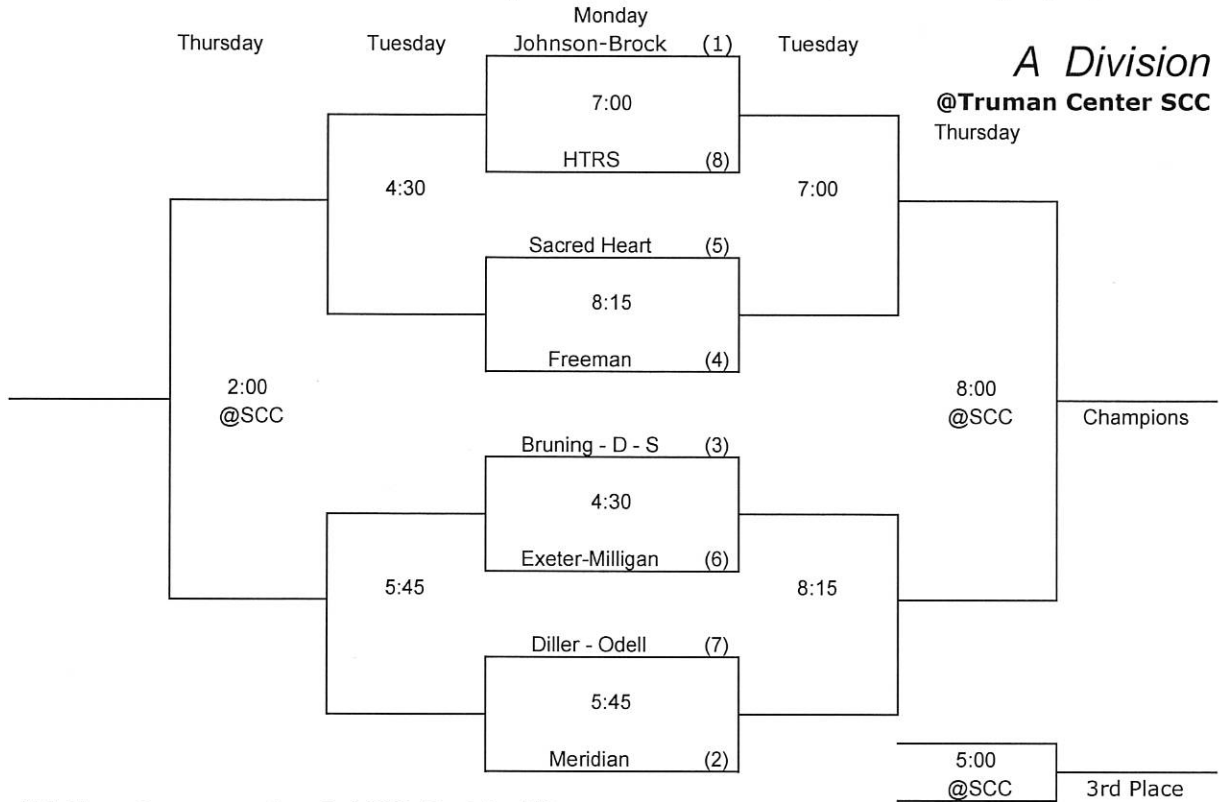 Monday
Thursday
Tuesday
Johnson-Brock (1)
Tuesday
A Division
@Truman Center SCC
Thursday
7:00
HTRS (8)
4:30
7:00
Sacred Heart (5)
8:15
Freeman (4)
2:00
@SCC
8:00
@SCC
Champions
Bruning - D - S (3)
4:30
Exeter-Milligan (6)
5:45
8:15
Diller - Odell (7)
5:45
Meridian (2)
5:00
@SCC
3rd Place